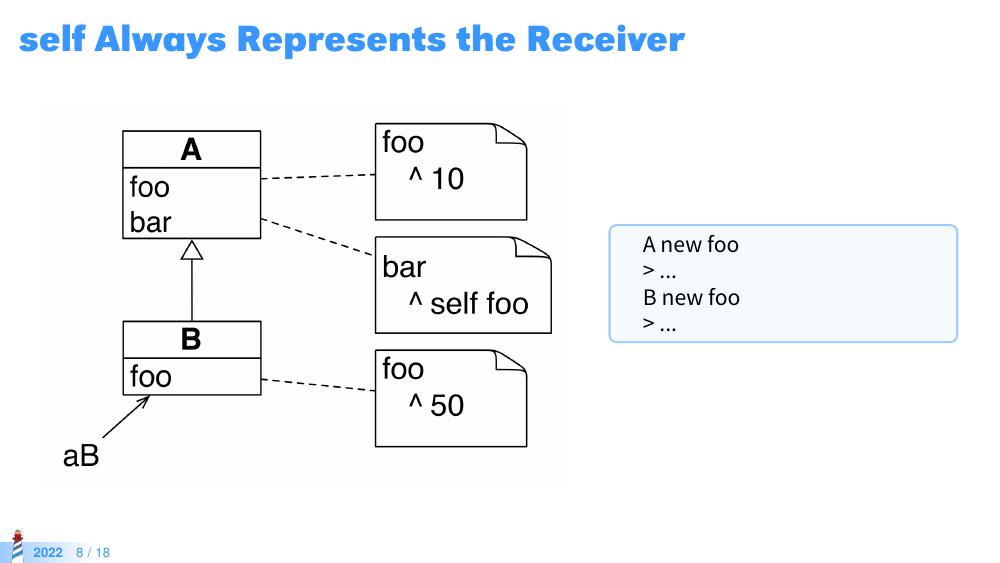 self Always Represents the Receiver
A
foo
bar
foo
^ 10
bar
^ self foo
B
foo
foo
^ 50
aB
A new foo
> ...
B new foo
> ...
2022 8 / 18